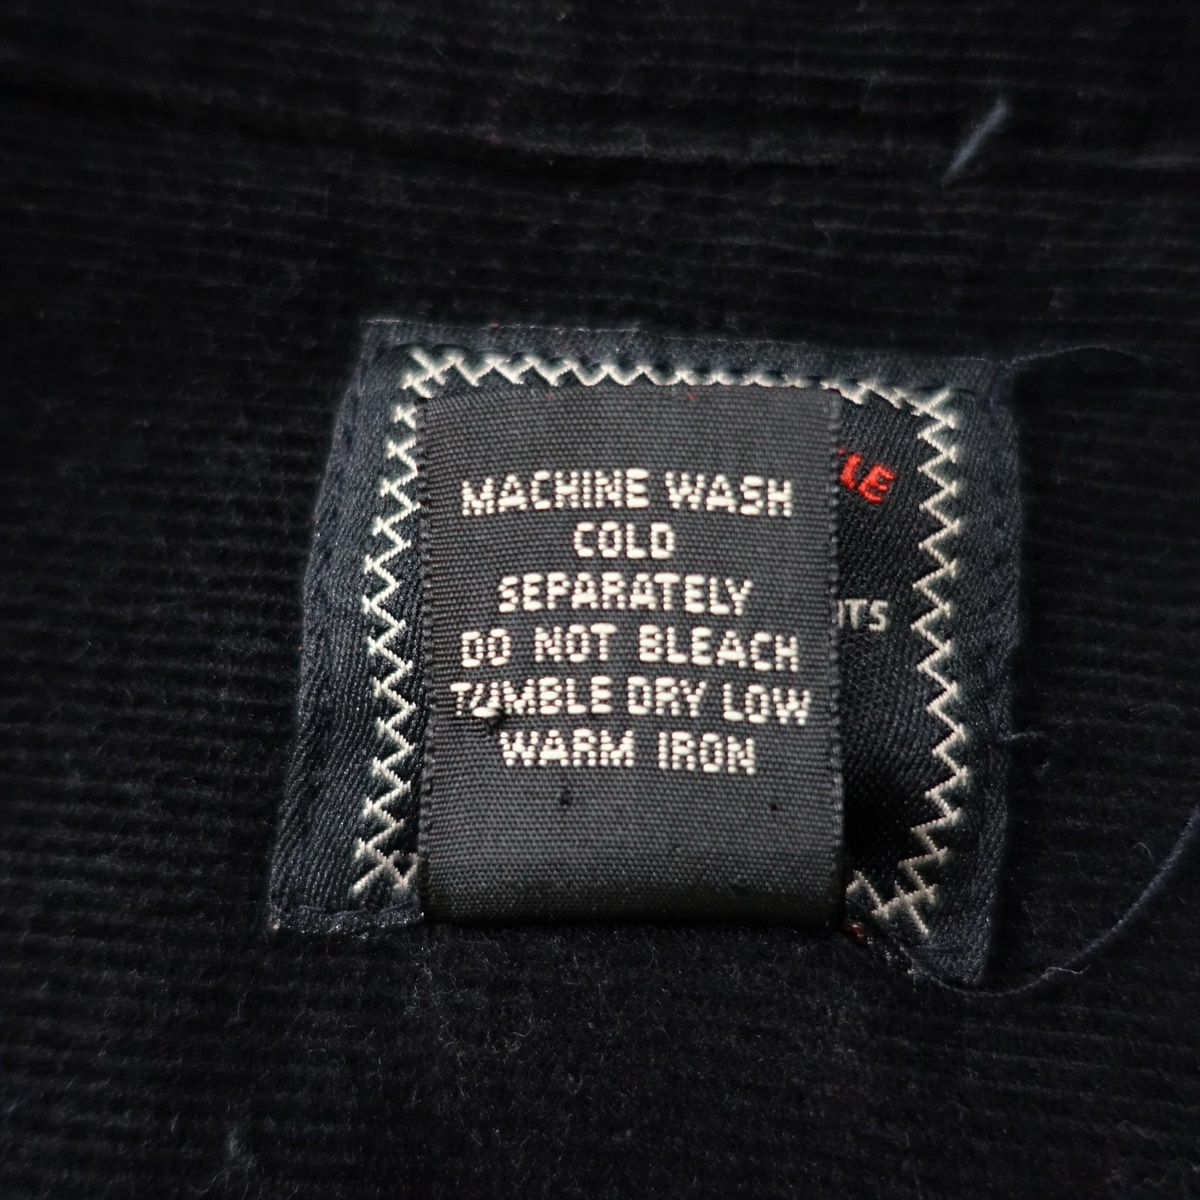 MACHINE WASH
COLD
SEPARATELY
DO NOT BLEACH
TUMBLE DRY LOW
WARM IRON